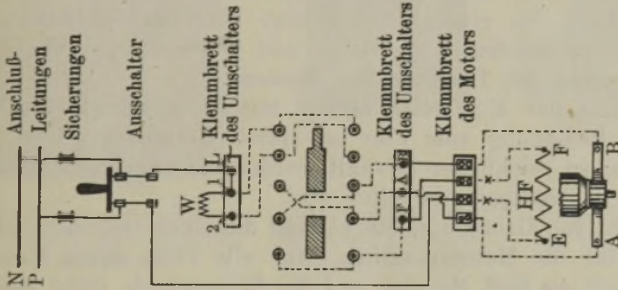 Anschluß-
Leitungen
Sicherungen
Ausschalter
Klemmbrett
des Umschalters
Klemmbrett
des Umschalters
Klemmbrett
des Motors
N
P
W
2 1 L
F A
E HF F
A B